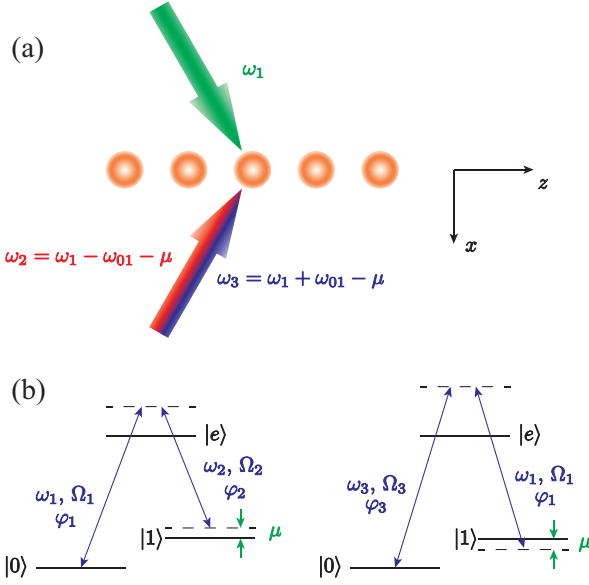 (a)
ω₁
z
x
ω₂ = ω₁ − ω₀₁ − μ
ω₃ = ω₁ + ω₀₁ − μ
(b)
|e⟩
ω₁, Ω₁
φ₁
ω₂, Ω₂
φ₂
|1⟩
μ
|0⟩
|e⟩
ω₃, Ω₃
φ₃
ω₁, Ω₁
φ₁
|1⟩
μ
|0⟩